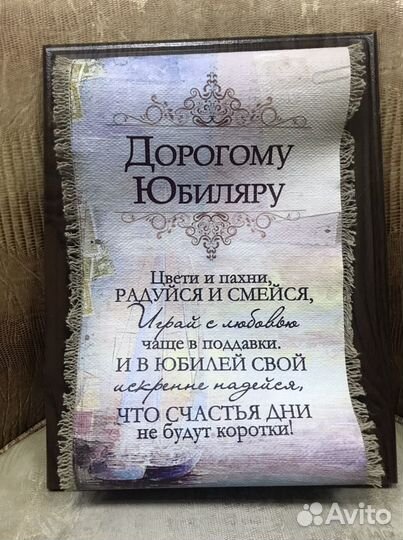 Дорогому
Юбиляру
Цвети и пахни,
радуйся и смейся,
Играй с любовью
чаще в поддавки.
И в юбилей свой
искренне надейся,
что счастья дни
не будут коротки!
Avito